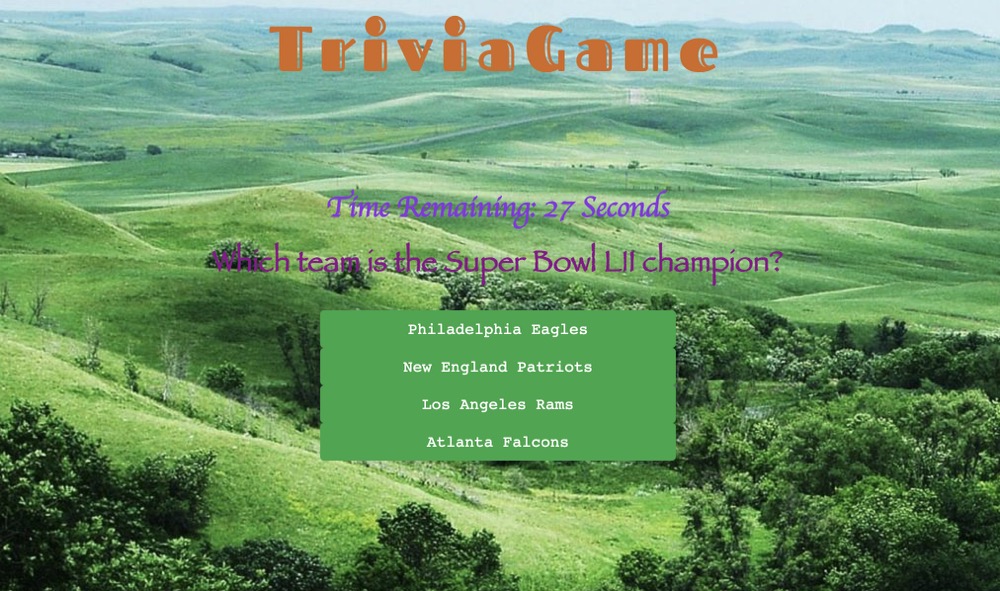 TriviaGame
Time Remaining: 27 Seconds
Which team is the Super Bowl LII champion?
Philadelphia Eagles
New England Patriots
Los Angeles Rams
Atlanta Falcons